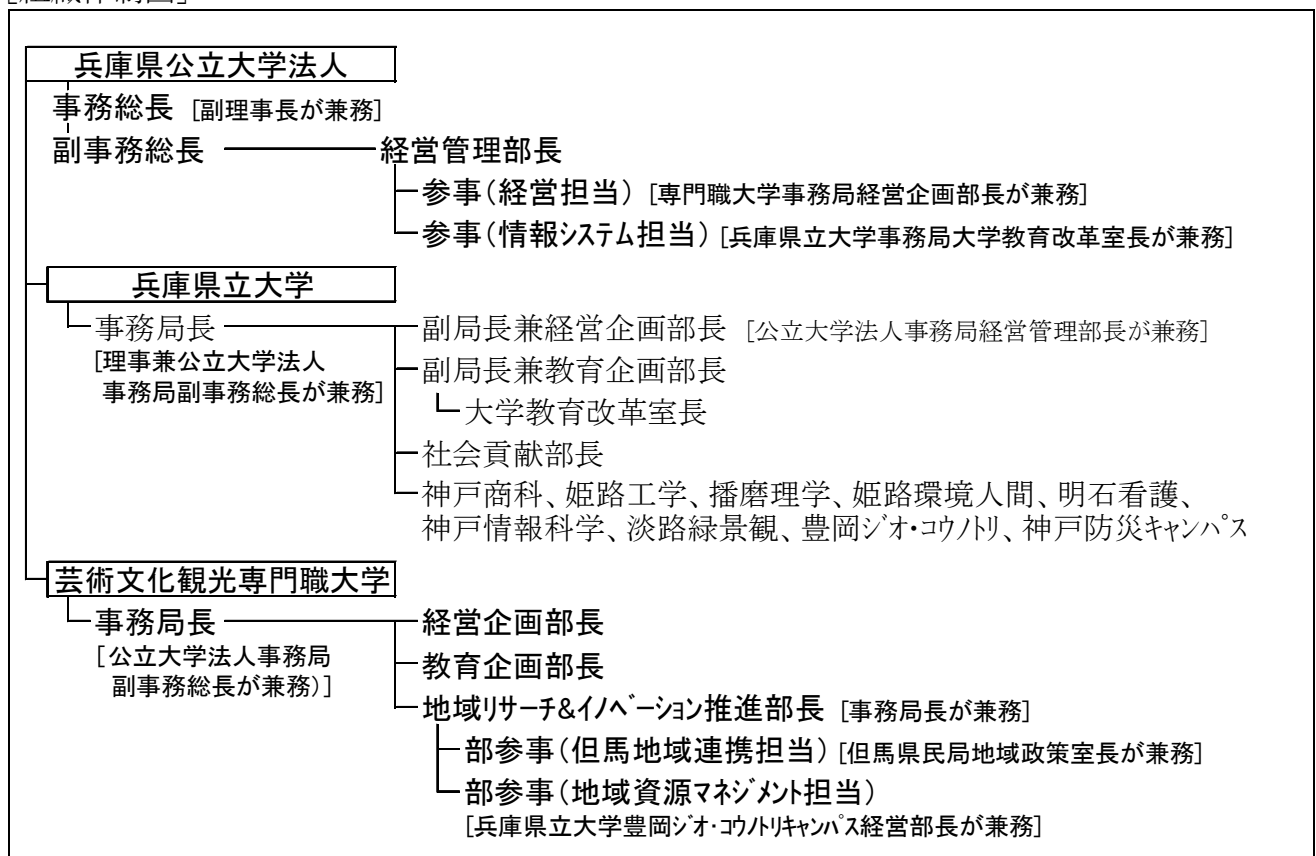 [組織体制図]
兵庫県公立大学法人
事務総長 [副理事長が兼務]
副事務総長 経営管理部長
参事(経営担当) [専門職大学事務局経営企画部長が兼務]
参事(情報システム担当) [兵庫県立大学事務局大学教育改革室長が兼務]
兵庫県立大学
事務局長 副局長兼経営企画部長 [公立大学法人事務局経営管理部長が兼務]
[理事兼公立大学法人 副局長兼教育企画部長
事務局副事務総長が兼務] 大学教育改革室長
社会貢献部長
神戸商科、姫路工学、播磨理学、姫路環境人間、明石看護、
神戸情報科学、淡路緑景観、豊岡ジオ・コウノトリ、神戸防災キャンパス
芸術文化観光専門職大学
事務局長 経営企画部長
[公立大学法人事務局 教育企画部長
副事務総長が兼務)] 地域リサーチ&イノベーション推進部長 [事務局長が兼務]
部参事(但馬地域連携担当) [但馬県民局地域政策室長が兼務]
部参事(地域資源マネジメント担当)
[兵庫県立大学豊岡ジオ・コウノトリキャンパス経営部長が兼務]